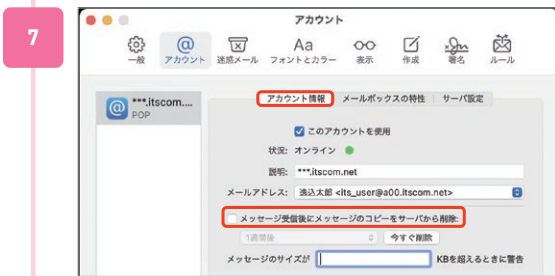 7
アカウント
一般 アカウント 迷惑メール フォントとカラー 表示 作成 署名 ルール
Aa
***.itscom....
POP
アカウント情報 メールボックスの特性 サーバ設定
このアカウントを使用
状況: オンライン
説明: ***.itscom.net
メールアドレス: 逸込太郎 <its_user@a00.itscom.net>
メッセージ受信後にメッセージのコピーをサーバから削除:
1週間後 今すぐ削除
メッセージのサイズが KBを超えるときに警告